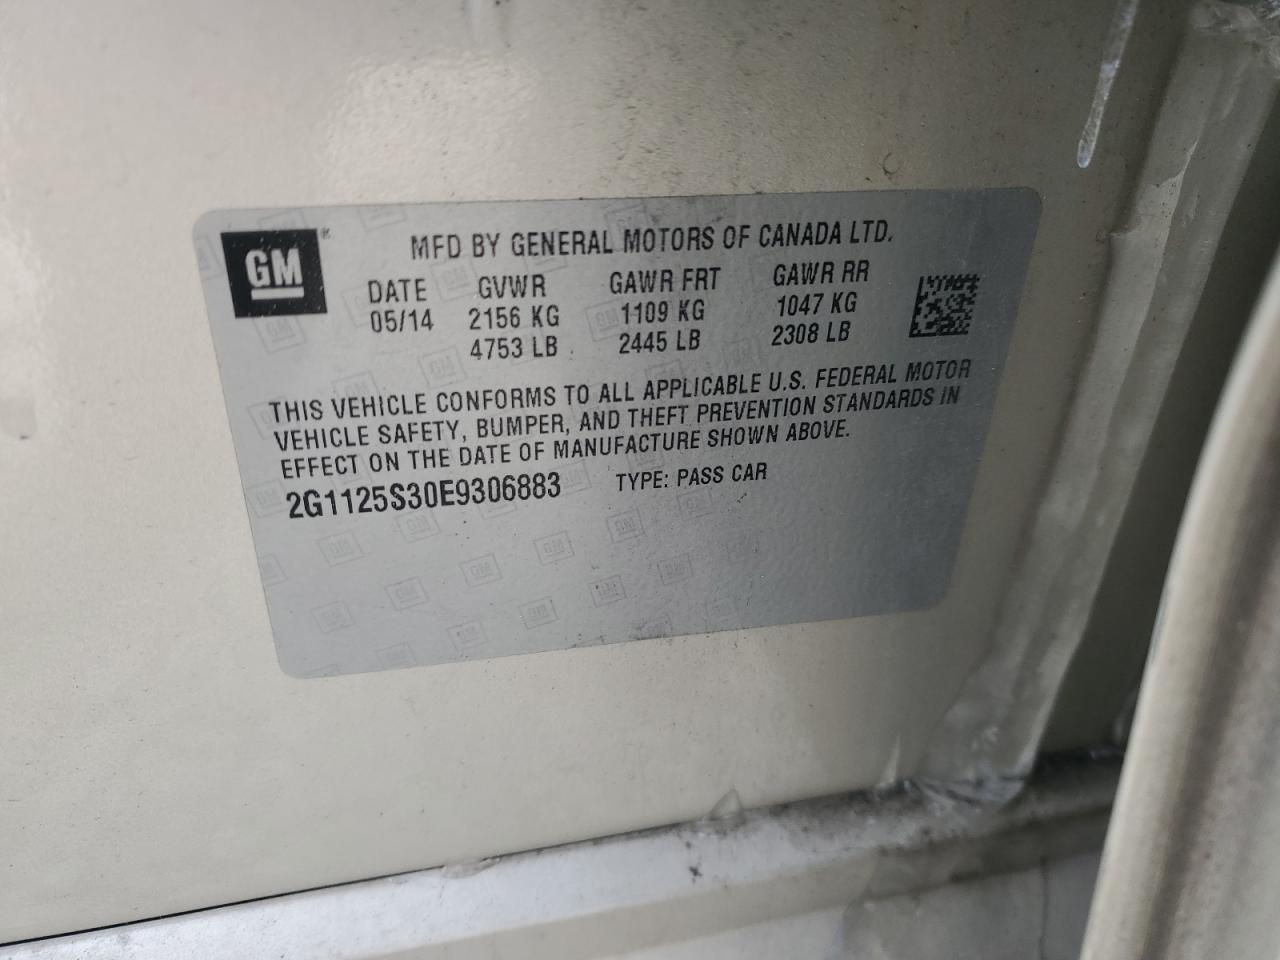 GM
MFD BY GENERAL MOTORS OF CANADA LTD.
DATE GVWR GAWR FRT GAWR RR
05/14 2156 KG 1109 KG 1047 KG
4753 LB 2445 LB 2308 LB
THIS VEHICLE CONFORMS TO ALL APPLICABLE U.S. FEDERAL MOTOR
VEHICLE SAFETY, BUMPER, AND THEFT PREVENTION STANDARDS IN
EFFECT ON THE DATE OF MANUFACTURE SHOWN ABOVE.
2G1125S30E9306883 TYPE: PASS CAR